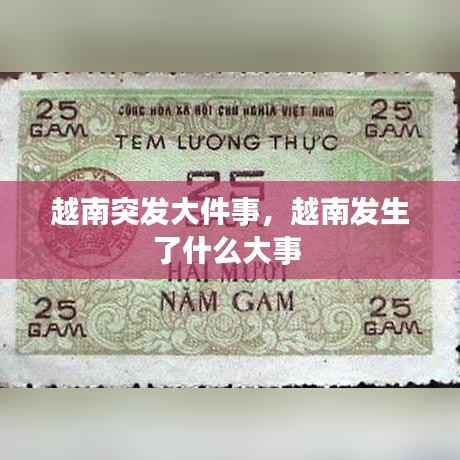 25 CỘNG HÒA XÃ HỘI CHỦ NGHĨA VIỆT NAM 25
GAM TEM LƯƠNG THỰC GAM
25
越南突发大件事，越南发生
了什么大事
HAI MƯƠI
25 NĂM GAM 25
GAM GAM